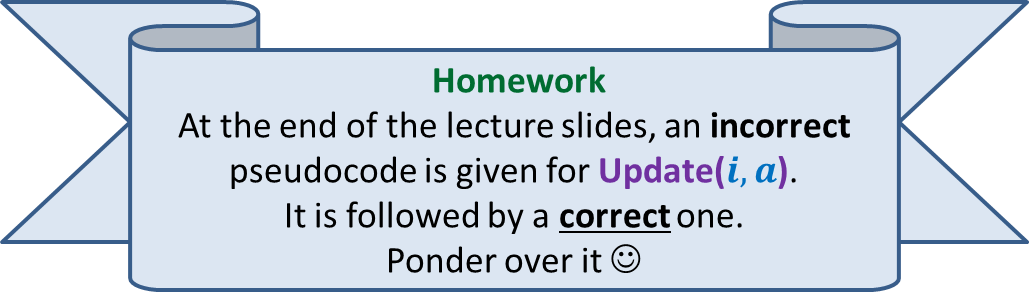 Homework
At the end of the lecture slides, an incorrect
pseudocode is given for Update(i, a).
It is followed by a correct one.
Ponder over it ☺